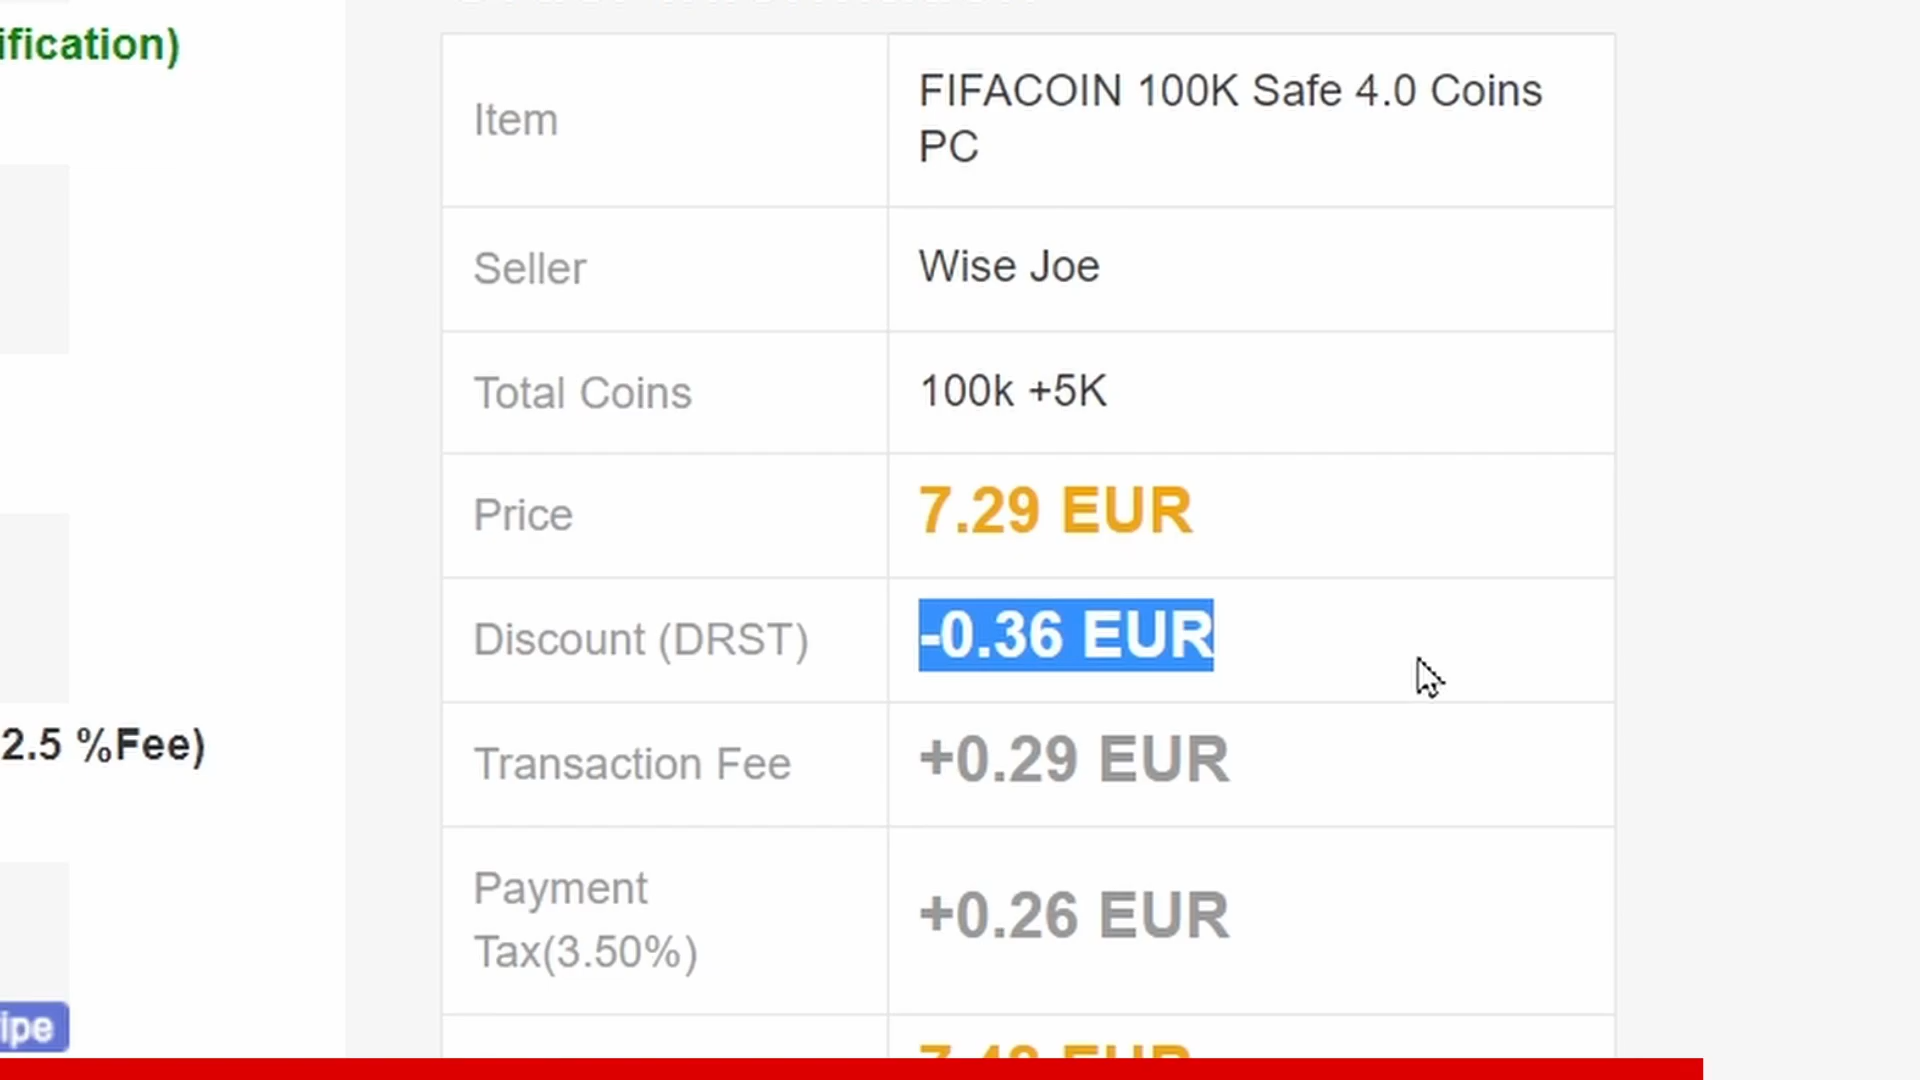 ification)
2.5 %Fee)
ipe
Item
FIFACOIN 100K Safe 4.0 Coins
PC
Seller
Wise Joe
Total Coins
100k +5K
Price
7.29 EUR
Discount (DRST)
-0.36 EUR
Transaction Fee
+0.29 EUR
Payment
Tax(3.50%)
+0.26 EUR